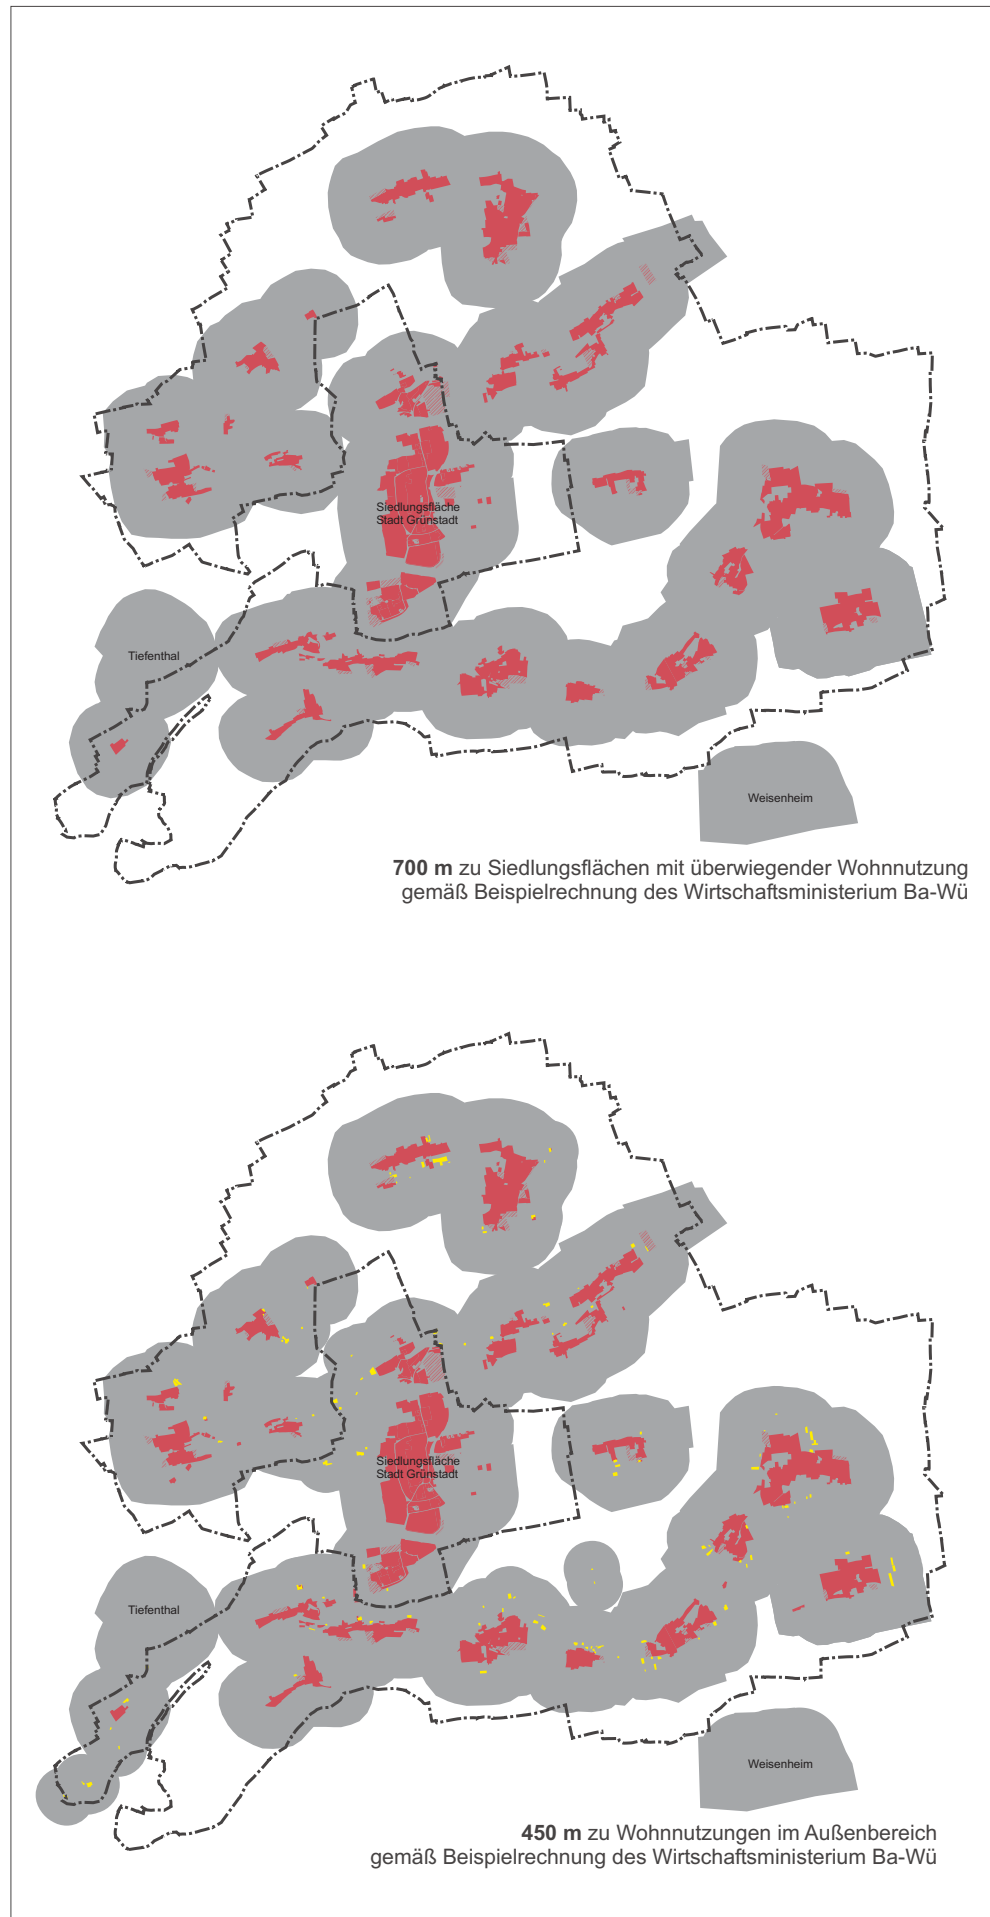 Siedlungsfläche
Stadt Grünstadt
Tiefenthal
Weisenheim
700 m zu Siedlungsflächen mit überwiegender Wohnnutzung
gemäß Beispielrechnung des Wirtschaftsministerium Ba-Wü
Siedlungsfläche
Stadt Grünstadt
Tiefenthal
Weisenheim
450 m zu Wohnnutzungen im Außenbereich
gemäß Beispielrechnung des Wirtschaftsministerium Ba-Wü